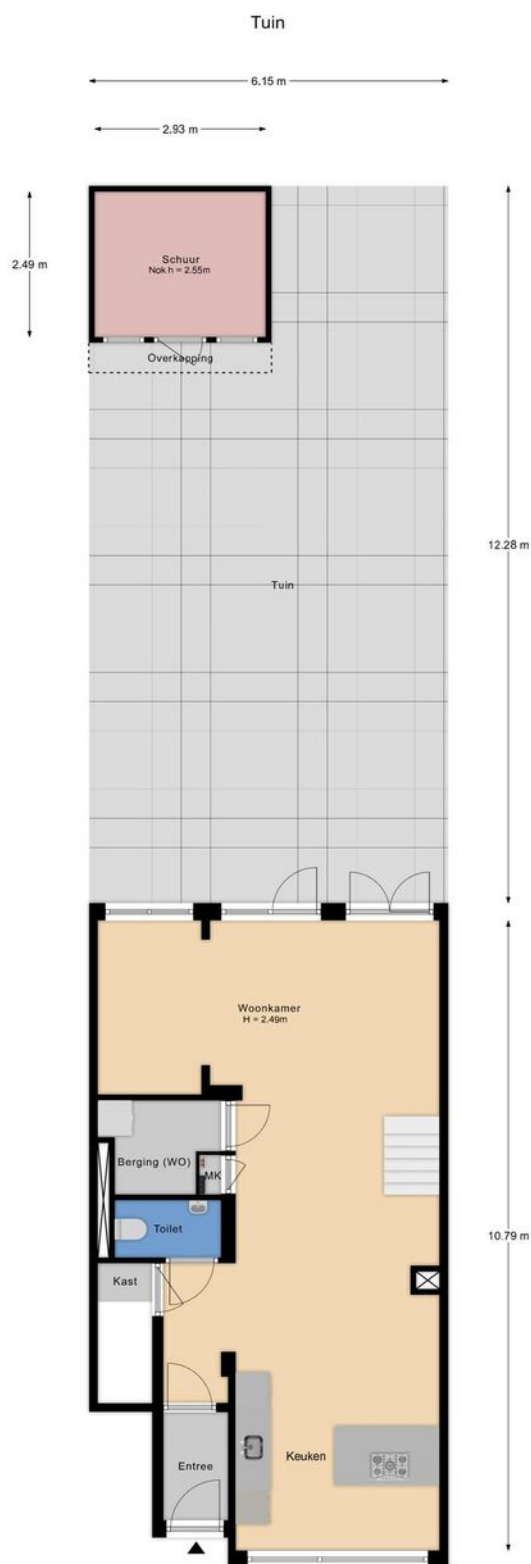 Tuin
6.15 m
2.93 m
2.49 m
Schuur
Nok h = 2.55m
Overkapping
12.28 m
Tuin
Woonkamer
H = 2.49m
Berging (WO)
MK
Toilet
10.79 m
Kast
Keuken
Entree